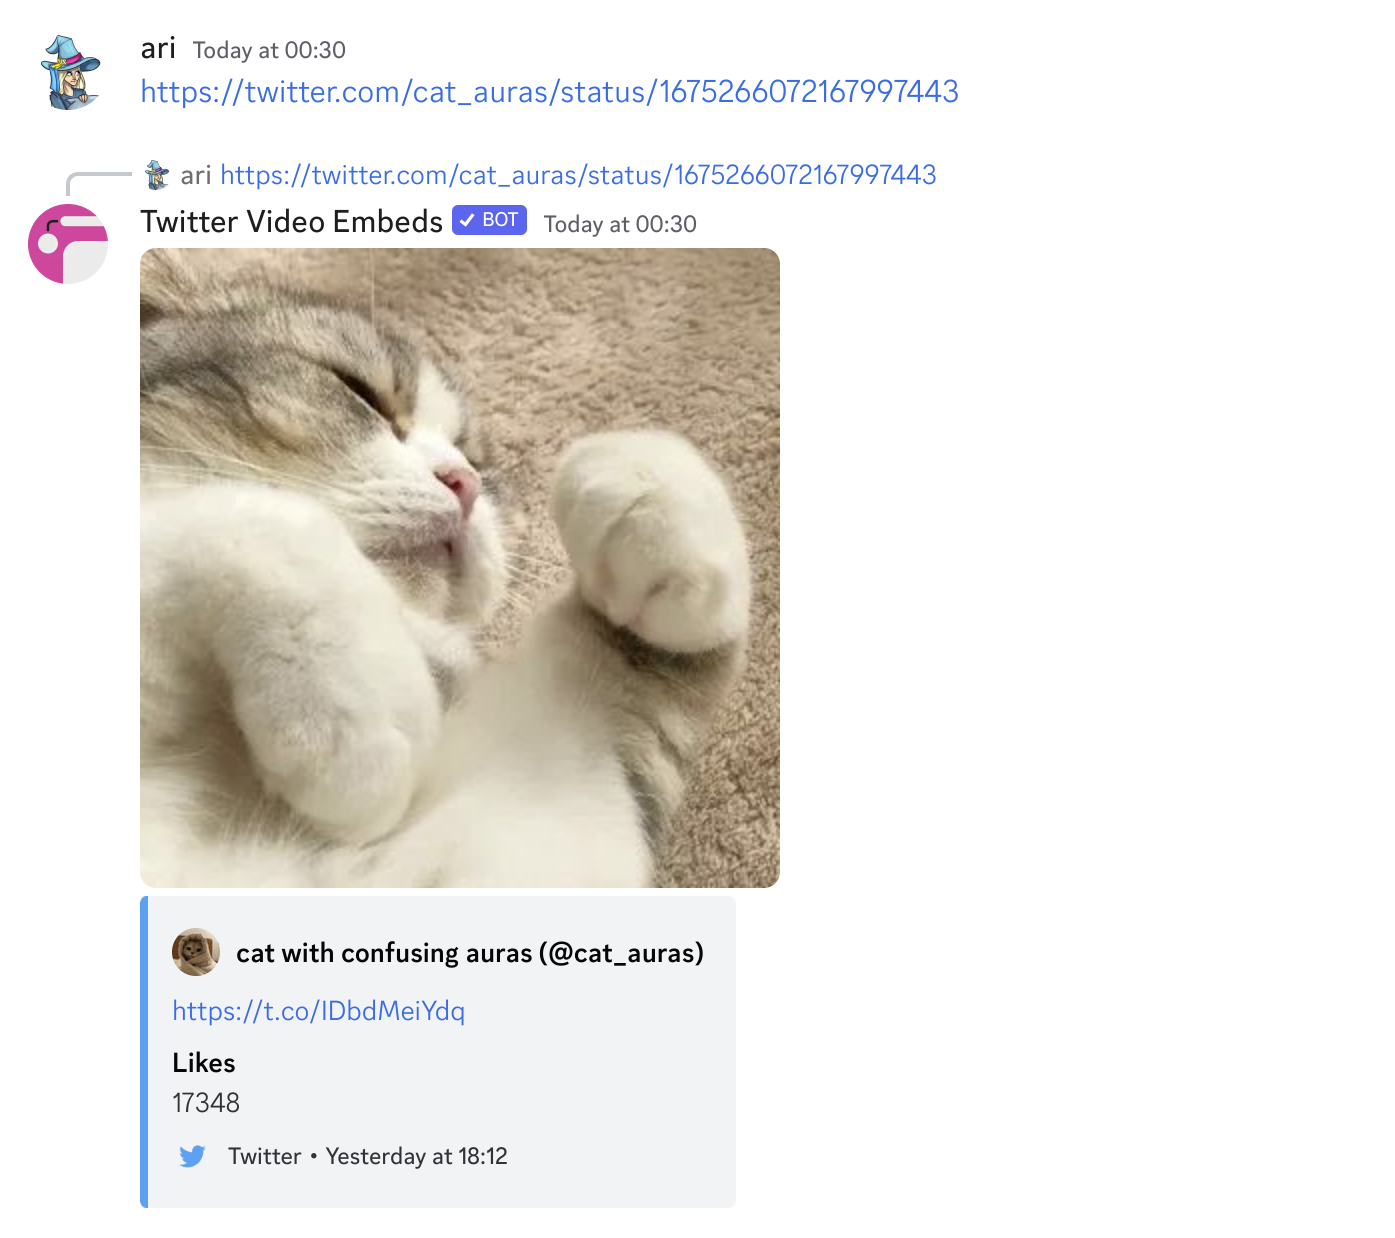 ari Today at 00:30
https://twitter.com/cat_auras/status/1675266072167997443
ari https://twitter.com/cat_auras/status/1675266072167997443
Twitter Video Embeds BOT Today at 00:30
cat with confusing auras (@cat_auras)
https://t.co/IDbdMeiYdq
Likes
17348
Twitter • Yesterday at 18:12